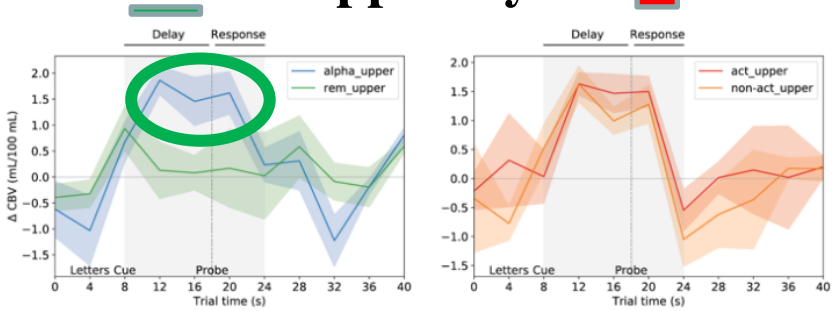 Delay Response
alpha_upper
rem_upper
Δ CBV (mL/100 mL)
2.0
1.5
1.0
0.5
0.0
−0.5
−1.0
−1.5
Letters Cue Probe
0 4 8 12 16 20 24 28 32 36 40
Trial time (s)
Delay Response
act_upper
non-act_upper
2.0
1.5
1.0
0.5
0.0
−0.5
−1.0
−1.5
Letters Cue Probe
0 4 8 12 16 20 24 28 32 36 40
Trial time (s)